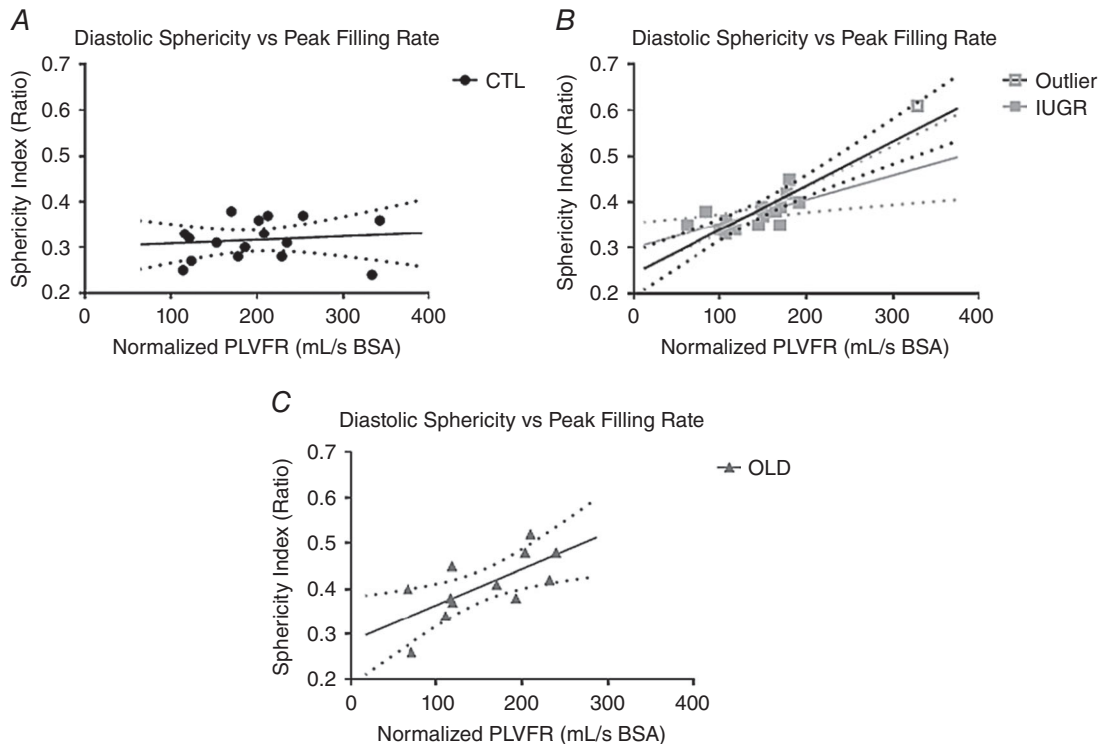 A
Diastolic Sphericity vs Peak Filling Rate
0.7
0.6
0.5
0.4
0.3
0.2
Sphericity Index (Ratio)
0 100 200 300 400
Normalized PLVFR (mL/s BSA)
CTL
B
Diastolic Sphericity vs Peak Filling Rate
0.7
0.6
0.5
0.4
0.3
0.2
Sphericity Index (Ratio)
0 100 200 300 400
Normalized PLVFR (mL/s BSA)
Outlier
IUGR
C
Diastolic Sphericity vs Peak Filling Rate
0.7
0.6
0.5
0.4
0.3
0.2
Sphericity Index (Ratio)
0 100 200 300 400
Normalized PLVFR (mL/s BSA)
OLD